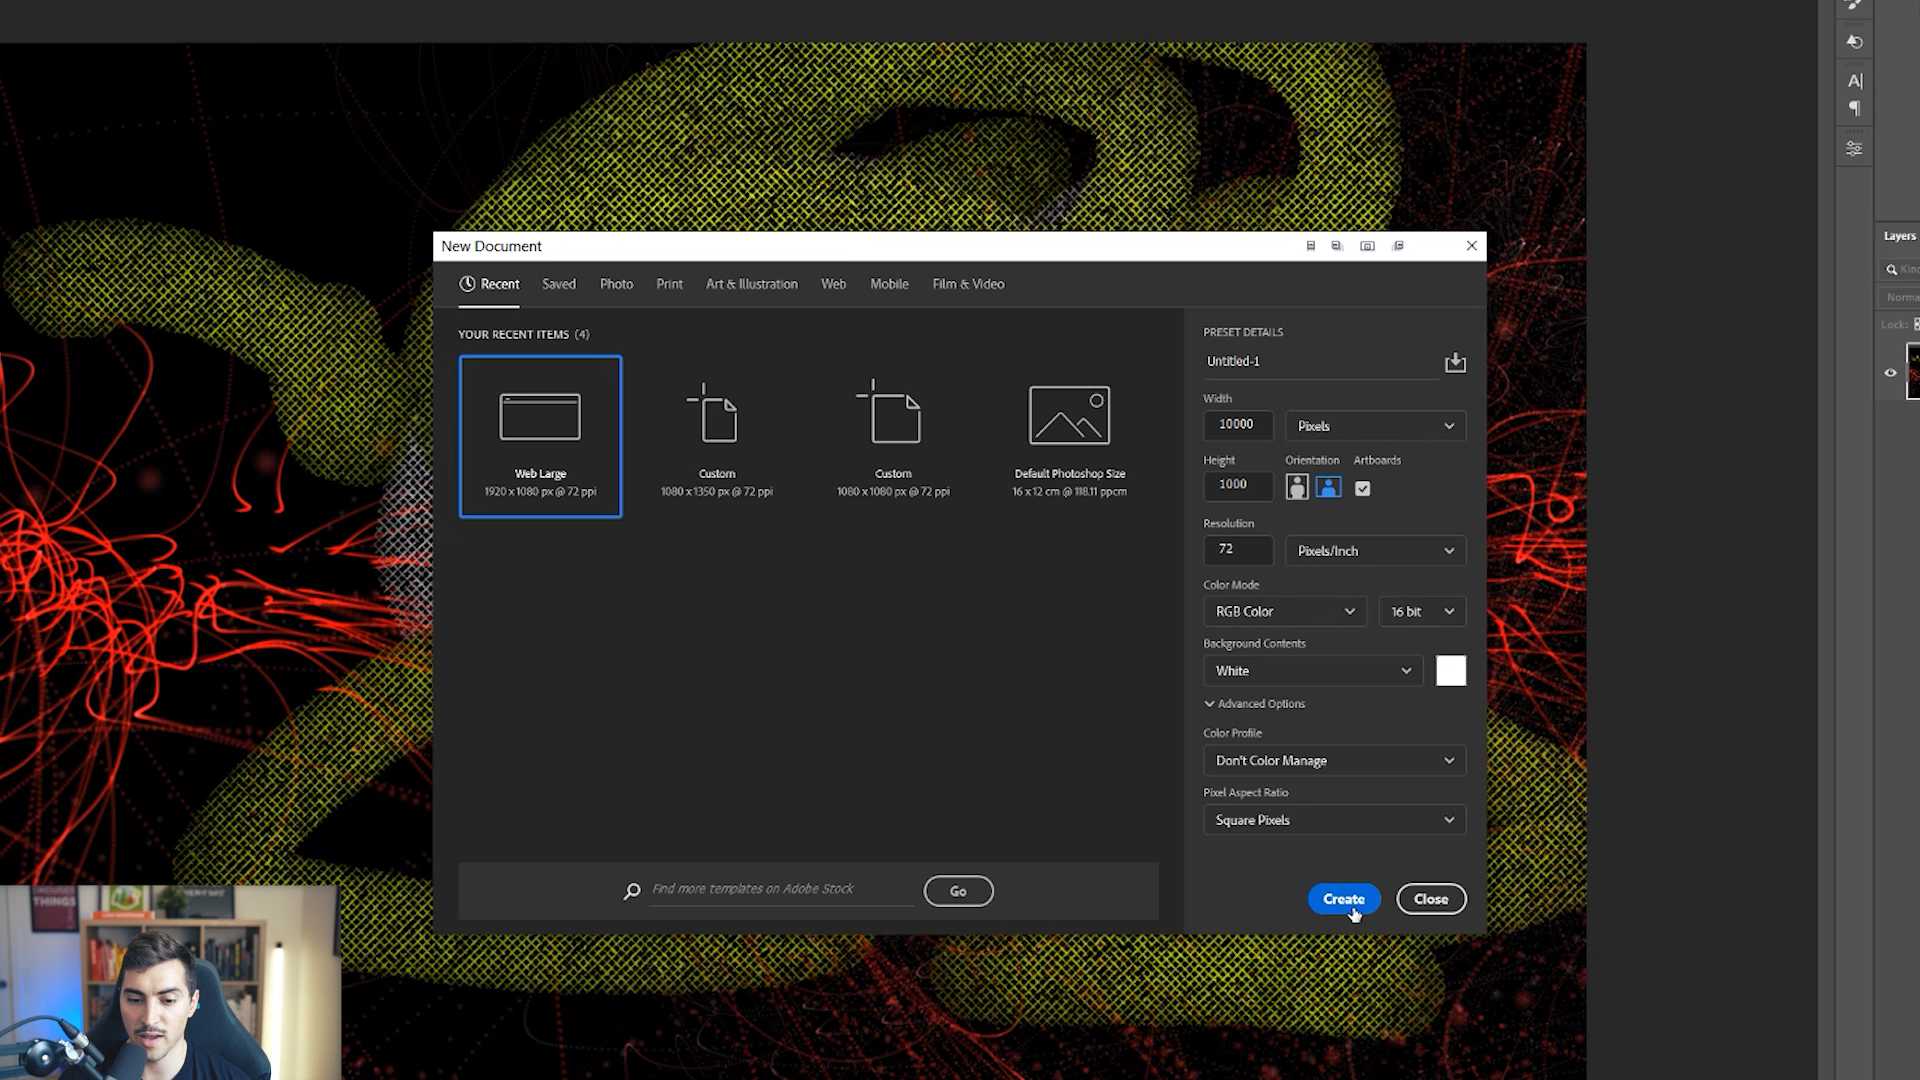 New Document
Recent Saved Photo Print Art & Illustration Web Mobile Film & Video
YOUR RECENT ITEMS (4)
Web Large
1920 x 1080 px @ 72 ppi
Custom
1080 x 1350 px @ 72 ppi
Custom
1080 x 1080 px @ 72 ppi
Default Photoshop Size
16 x 12 cm @ 118.11 ppcm
Find more templates on Adobe Stock
Go
PRESET DETAILS
Untitled-1
Width
10000 Pixels
Height Orientation Artboards
1000
Resolution
72 Pixels/Inch
Color Mode
RGB Color 16 bit
Background Contents
White
Advanced Options
Color Profile
Don't Color Manage
Pixel Aspect Ratio
Square Pixels
Create Close
A|
Layers
Lock:
THINGS